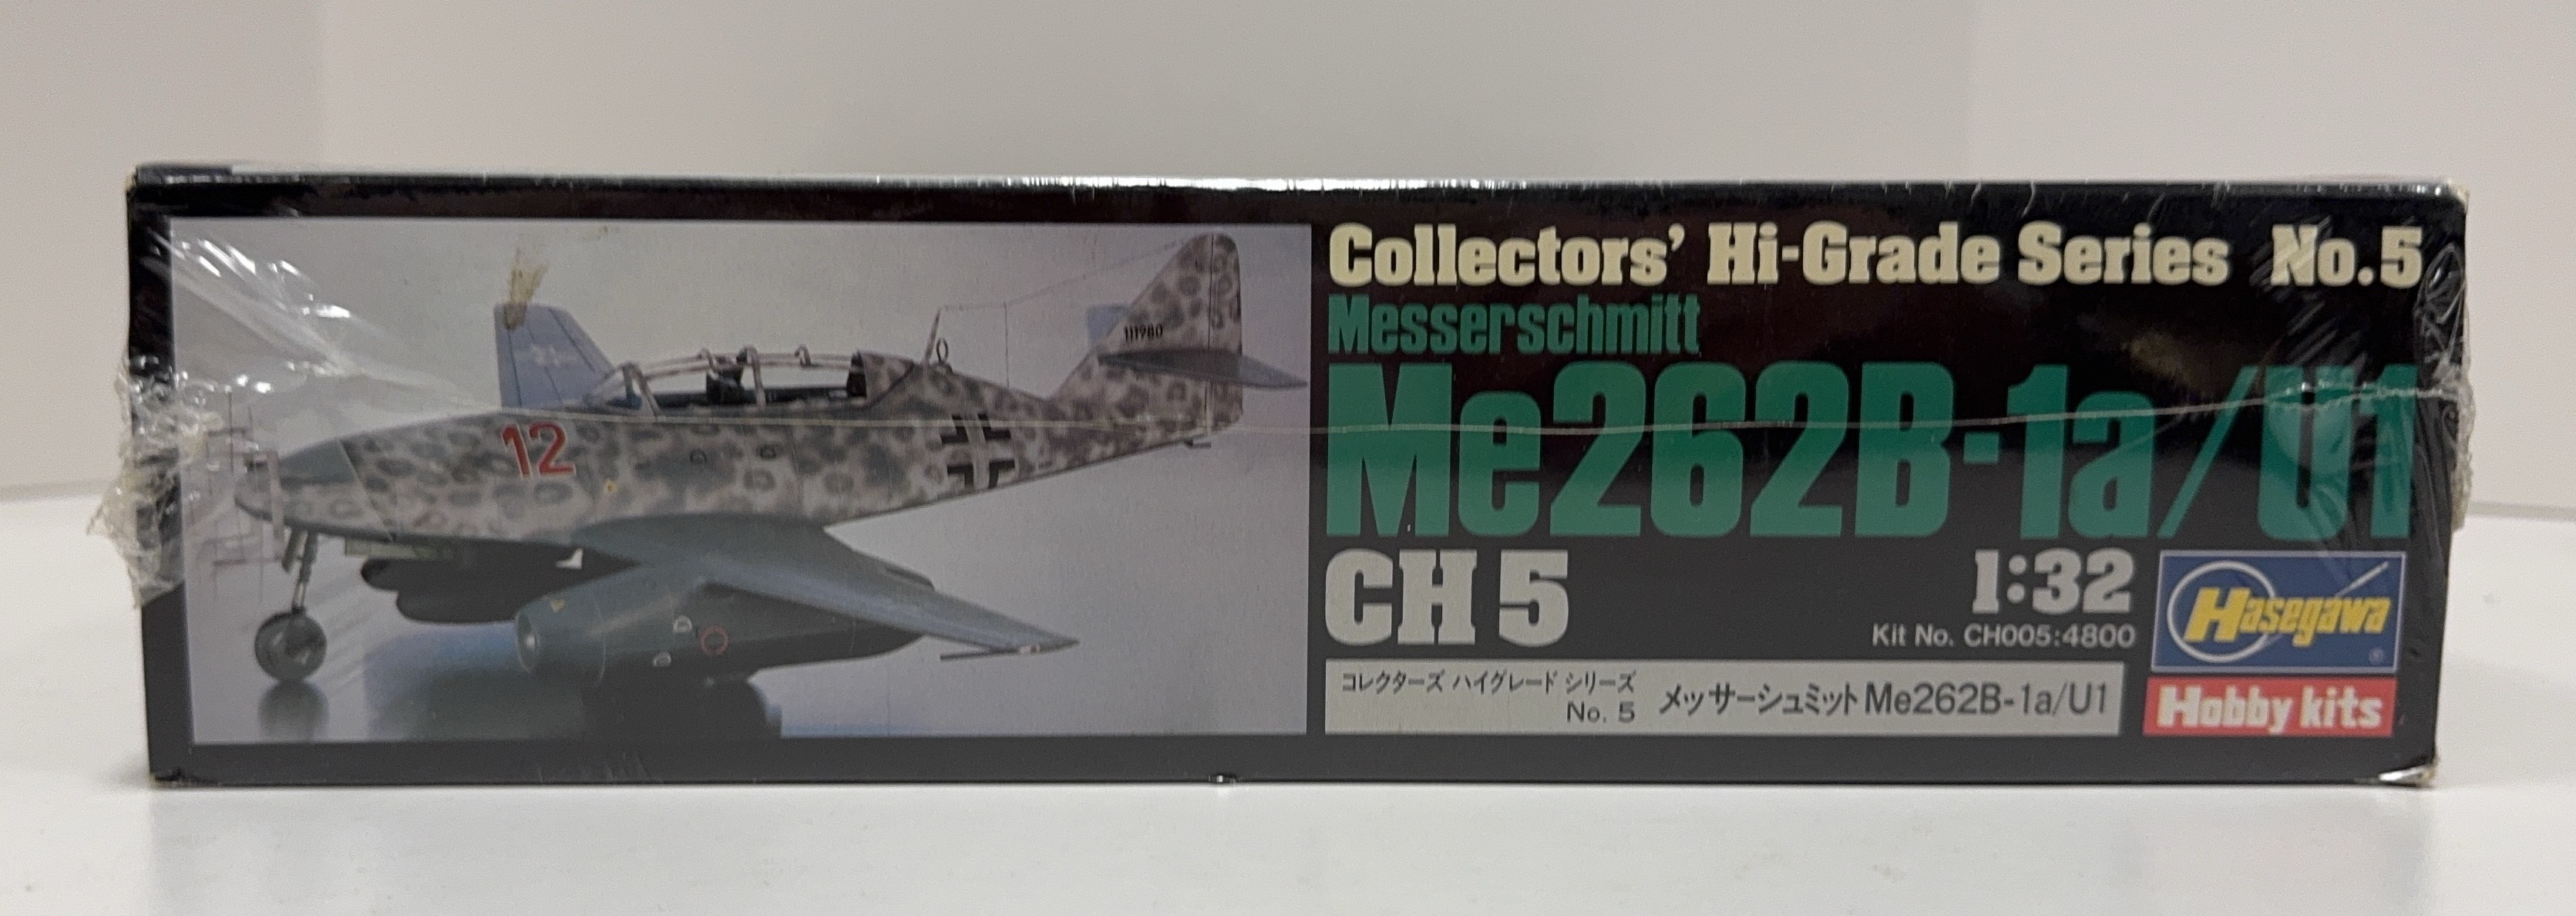 Collectors' Hi-Grade Series No.5
Messerschmitt
Me262B-1a/U1
CH 5
1:32
Kit No. CH005:4800
コレクターズ ハイグレード シリーズ
No. 5
メッサーシュミット Me262B-1a/U1
Hasegawa
®
Hobby kits
12
111980